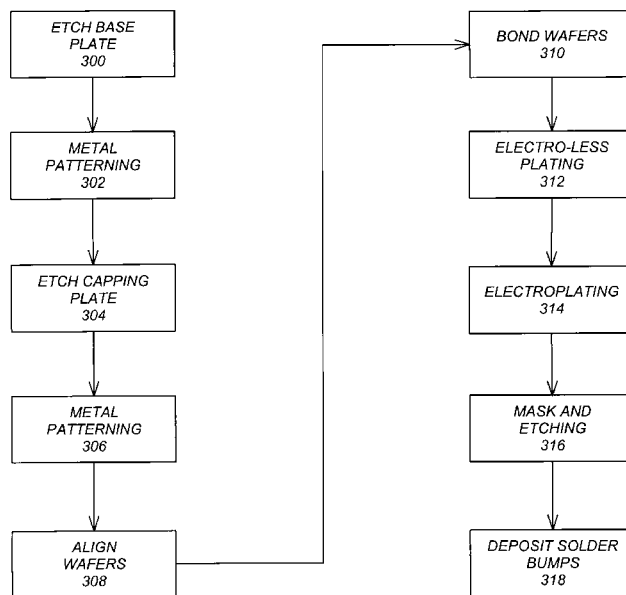 ETCH BASE
PLATE
300
METAL
PATTERNING
302
ETCH CAPPING
PLATE
304
METAL
PATTERNING
306
ALIGN
WAFERS
308
BOND WAFERS
310
ELECTRO-LESS
PLATING
312
ELECTROPLATING
314
MASK AND
ETCHING
316
DEPOSIT SOLDER
BUMPS
318